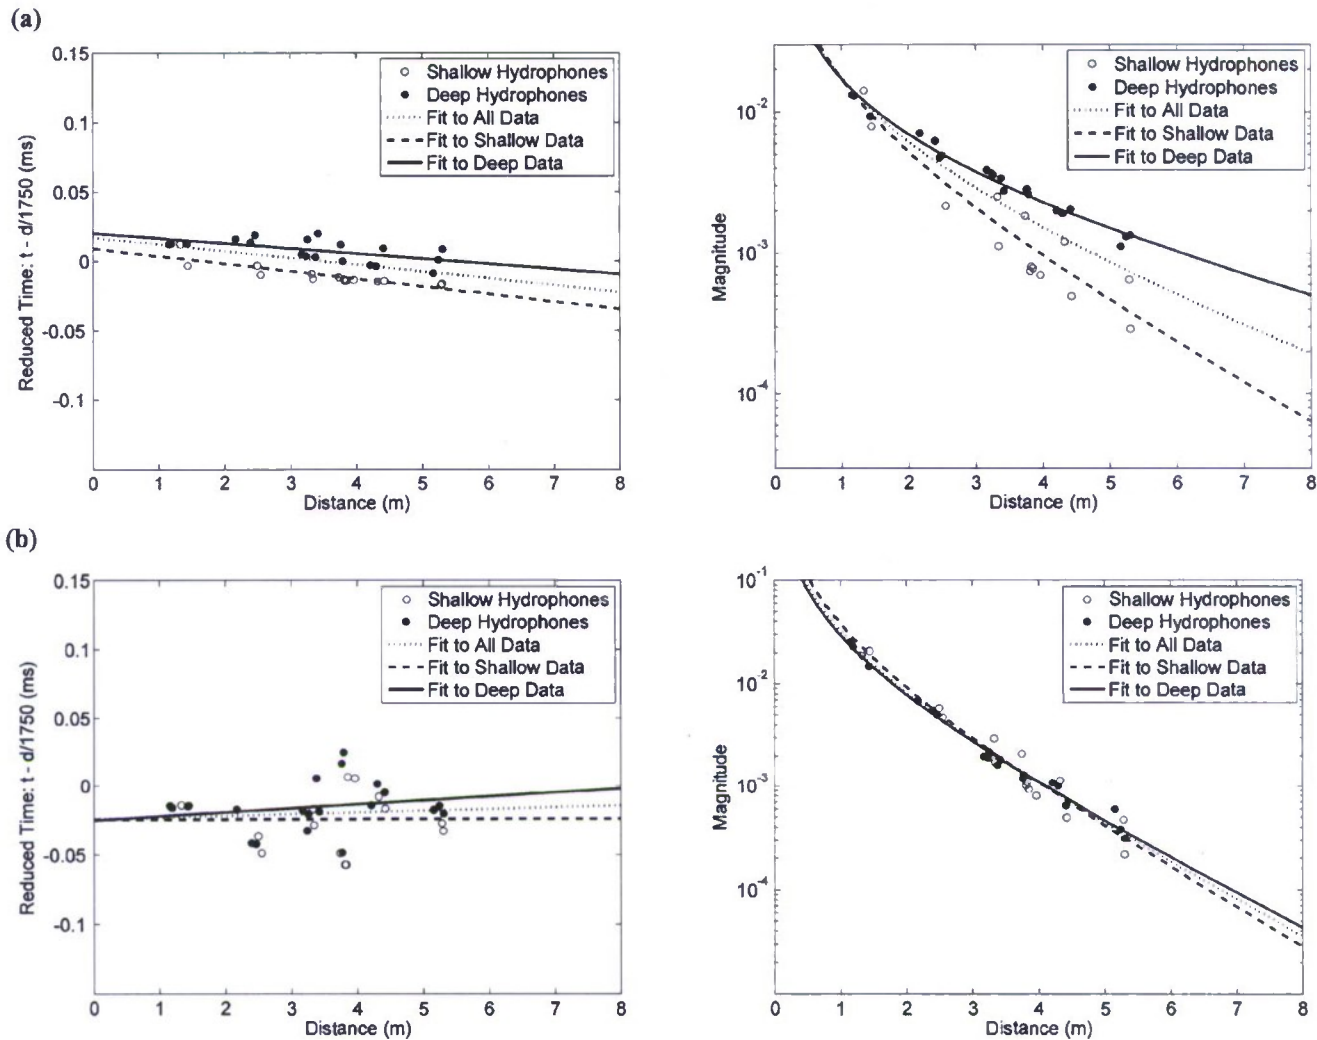 (a)
0.15
0.1
0.05
0
-0.05
-0.1
Reduced Time: t - d/1750 (ms)
Shallow Hydrophones
Deep Hydrophones
Fit to All Data
Fit to Shallow Data
Fit to Deep Data
0 1 2 3 4 5 6 7 8
Distance (m)
10-2
10-3
10-4
Magnitude
Shallow Hydrophones
Deep Hydrophones
Fit to All Data
Fit to Shallow Data
Fit to Deep Data
0 1 2 3 4 5 6 7 8
Distance (m)
(b)
0.15
0.1
0.05
0
-0.05
-0.1
Reduced Time: t - d/1750 (ms)
Shallow Hydrophones
Deep Hydrophones
Fit to All Data
Fit to Shallow Data
Fit to Deep Data
0 1 2 3 4 5 6 7 8
Distance (m)
10-1
10-2
10-3
10-4
Magnitude
Shallow Hydrophones
Deep Hydrophones
Fit to All Data
Fit to Shallow Data
Fit to Deep Data
0 1 2 3 4 5 6 7 8
Distance (m)